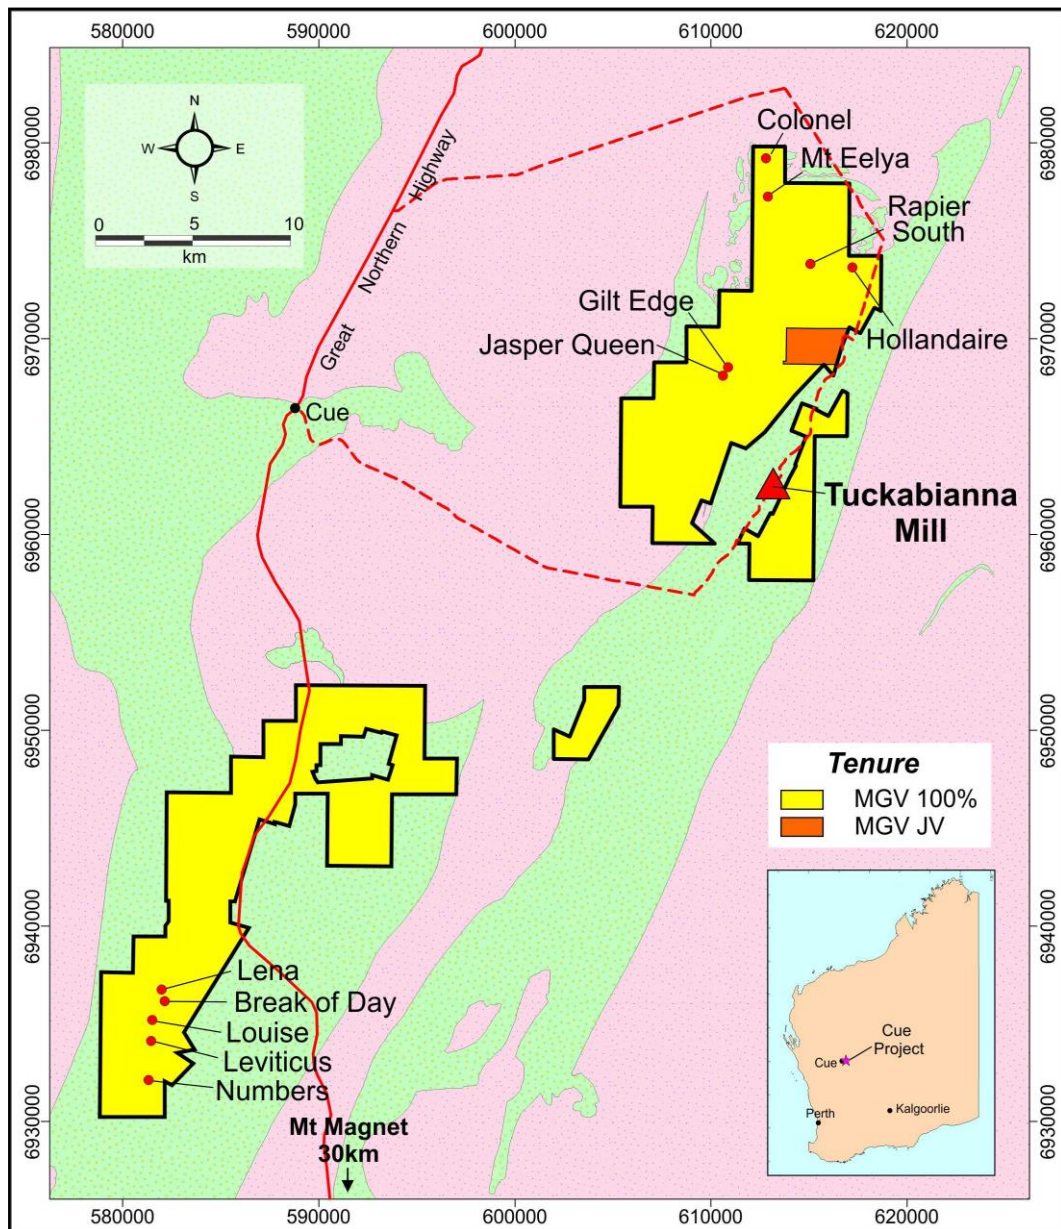 580000
590000
600000
610000
620000
6980000
6980000
N
W
E
S
0
5
10
km
Great Northern Highway
Colonel
Mt Eelya
Rapier
South
Gilt Edge
Jasper Queen
Hollandaire
6970000
6970000
Cue
Tuckabianna
Mill
6960000
6960000
6950000
6950000
Tenure
MGV 100%
MGV JV
6940000
6940000
Lena
Break of Day
Louise
Leviticus
Numbers
Cue
Project
Cue
Perth
Kalgoorlie
6930000
6930000
Mt Magnet
30km
580000
590000
600000
610000
620000